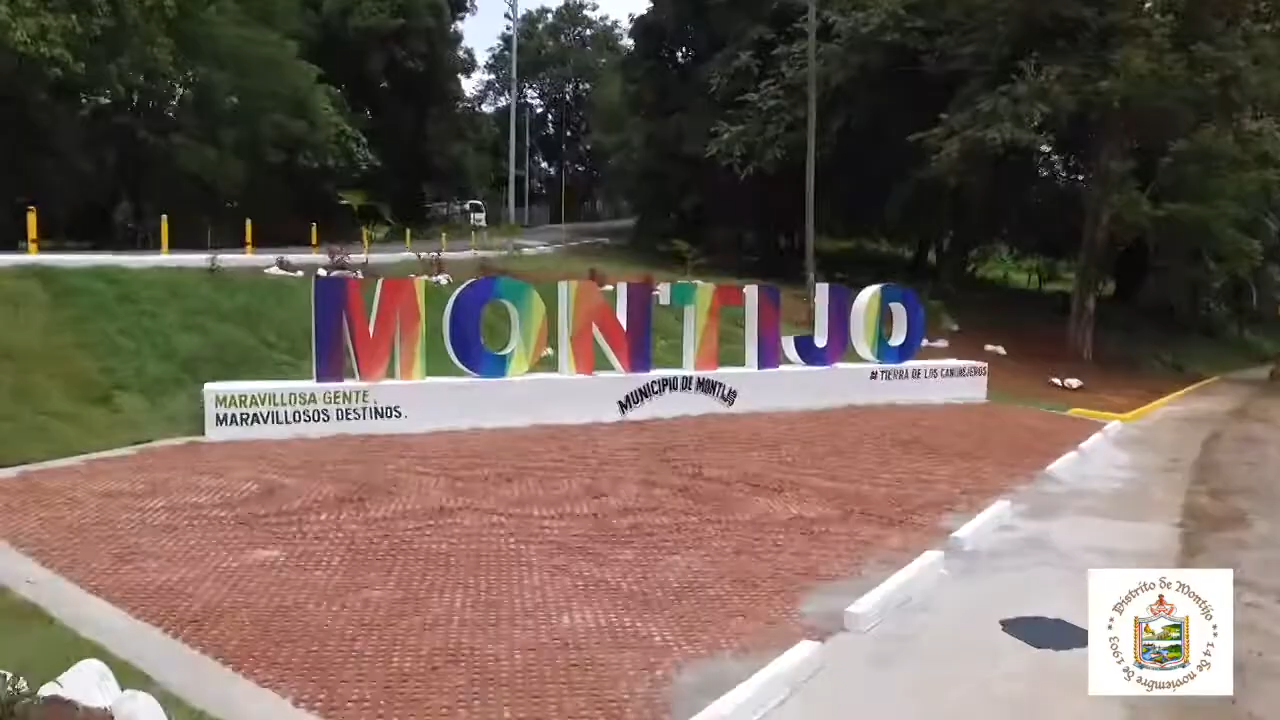 MONTIJO
MARAVILLOSA GENTE,
MARAVILLOSOS DESTINOS.
MUNICIPIO DE MONTIJO
# TIERRA DE LOS CANGREJEROS
Distrito de Montijo
14 de noviembre de 1903